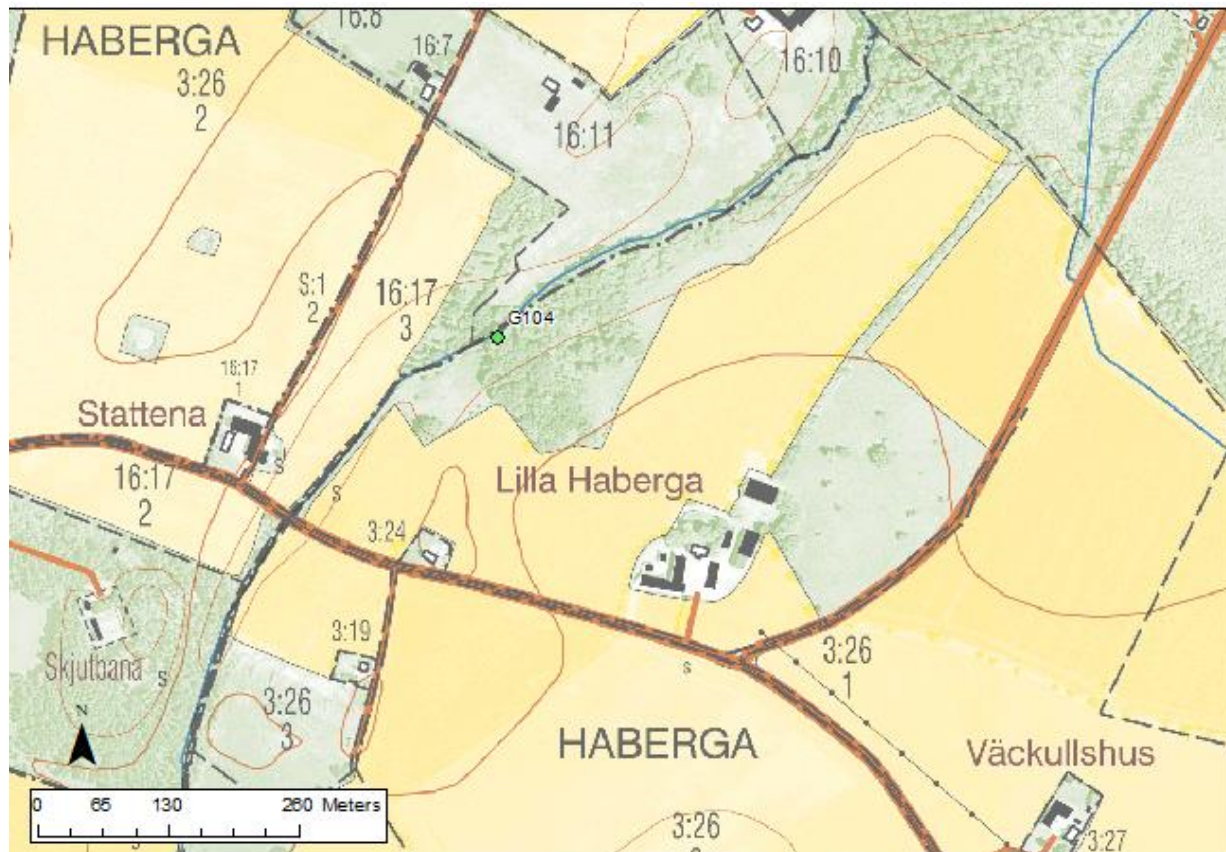 16:8
HABERGA
3:26
2
16:7
16:10
16:11
S:1
2
16:17
3
G104
16:17
1
Stattena
S
16:17
2
S
3:24
Lilla Haberga
3:19
Skjutbana
S
3:26
3
S
3:26
1
N
HABERGA
Väckullshus
0 65 130 260 Meters
3:26
3:27